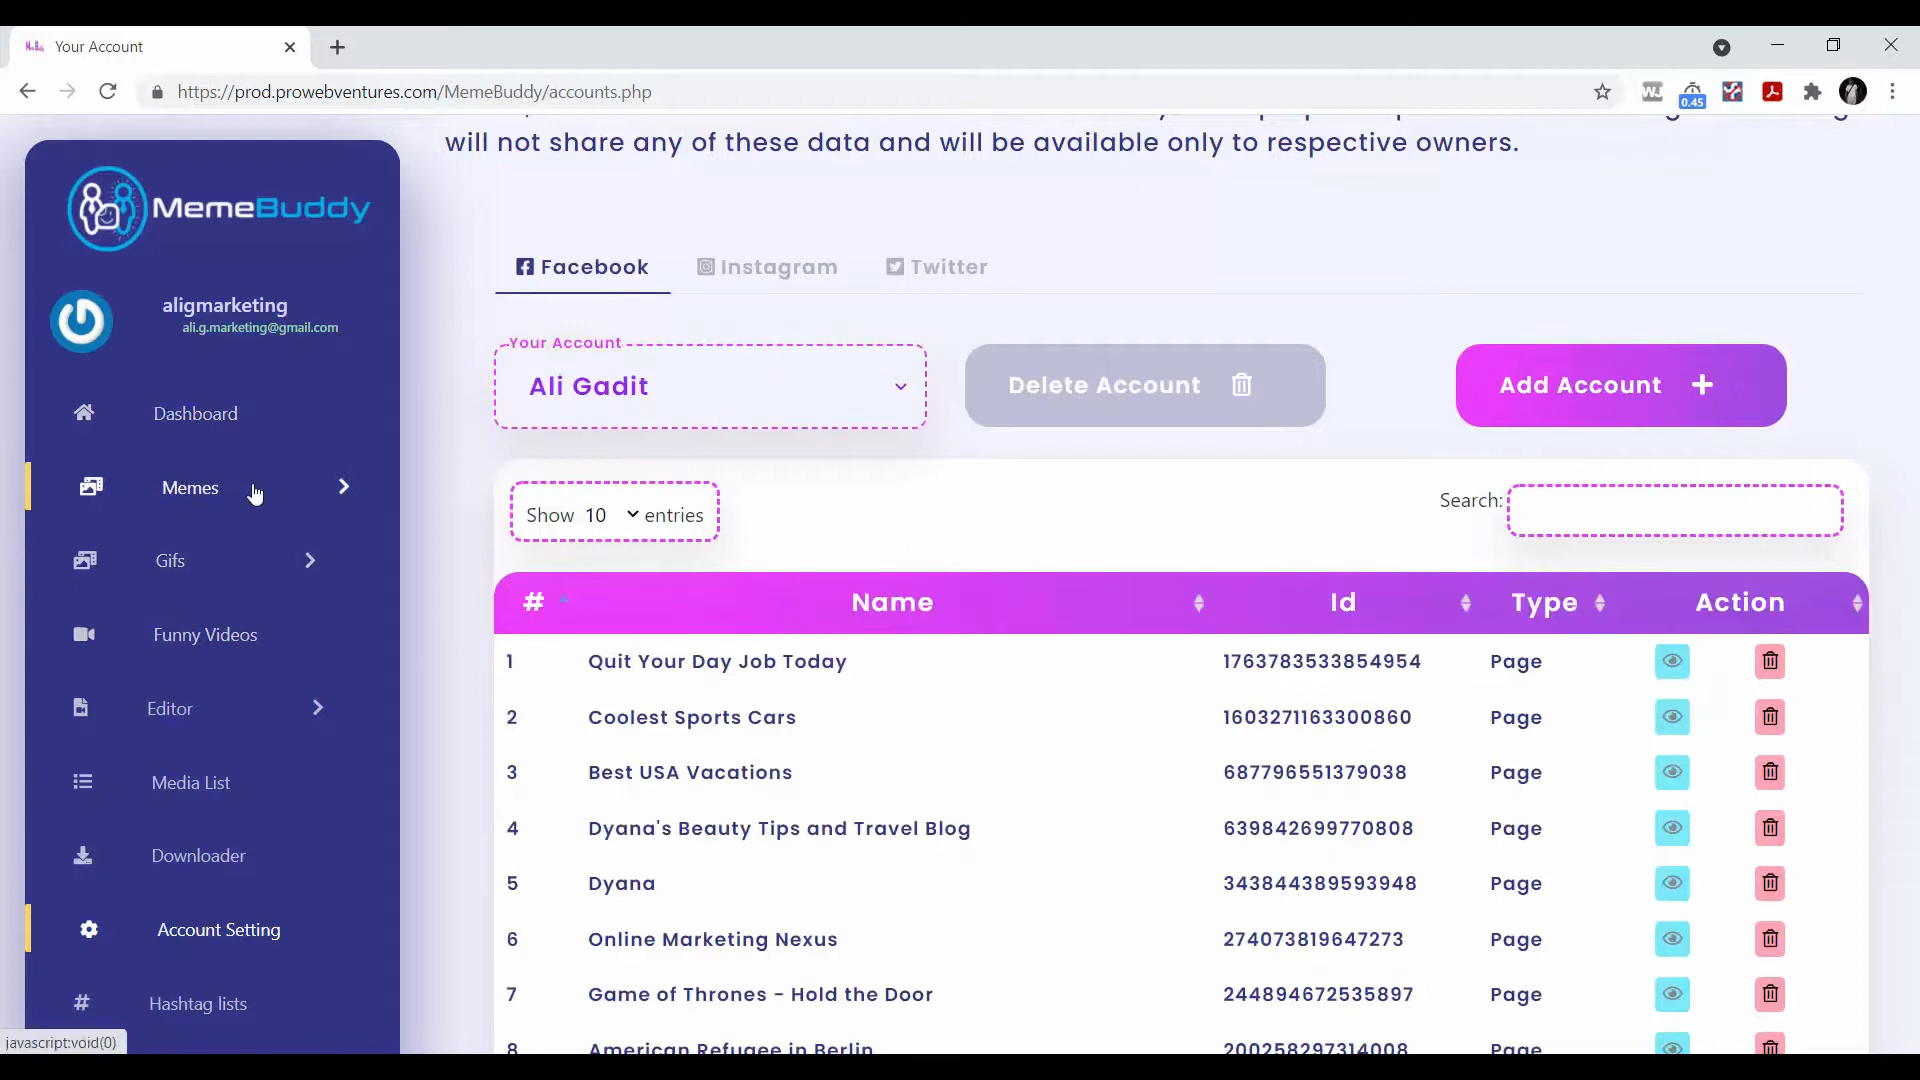 Your Account
https://prod.prowebventures.com/MemeBuddy/accounts.php
0.45
will not share any of these data and will be available only to respective owners.
MemeBuddy
aligmarketing
ali.g.marketing@gmail.com
Dashboard
Memes
Gifs
Funny Videos
Editor
Media List
Downloader
Account Setting
Hashtag lists
javascript:void(0)
Facebook Instagram Twitter
Your Account
Ali Gadit Delete Account Add Account
Show 10 entries Search:
# Name Id Type Action
1 Quit Your Day Job Today 1763783533854954 Page
2 Coolest Sports Cars 1603271163300860 Page
3 Best USA Vacations 687796551379038 Page
4 Dyana's Beauty Tips and Travel Blog 639842699770808 Page
5 Dyana 343844389593948 Page
6 Online Marketing Nexus 274073819647273 Page
7 Game of Thrones - Hold the Door 244894672535897 Page
8 American Refugee in Berlin 200258297314008 Page